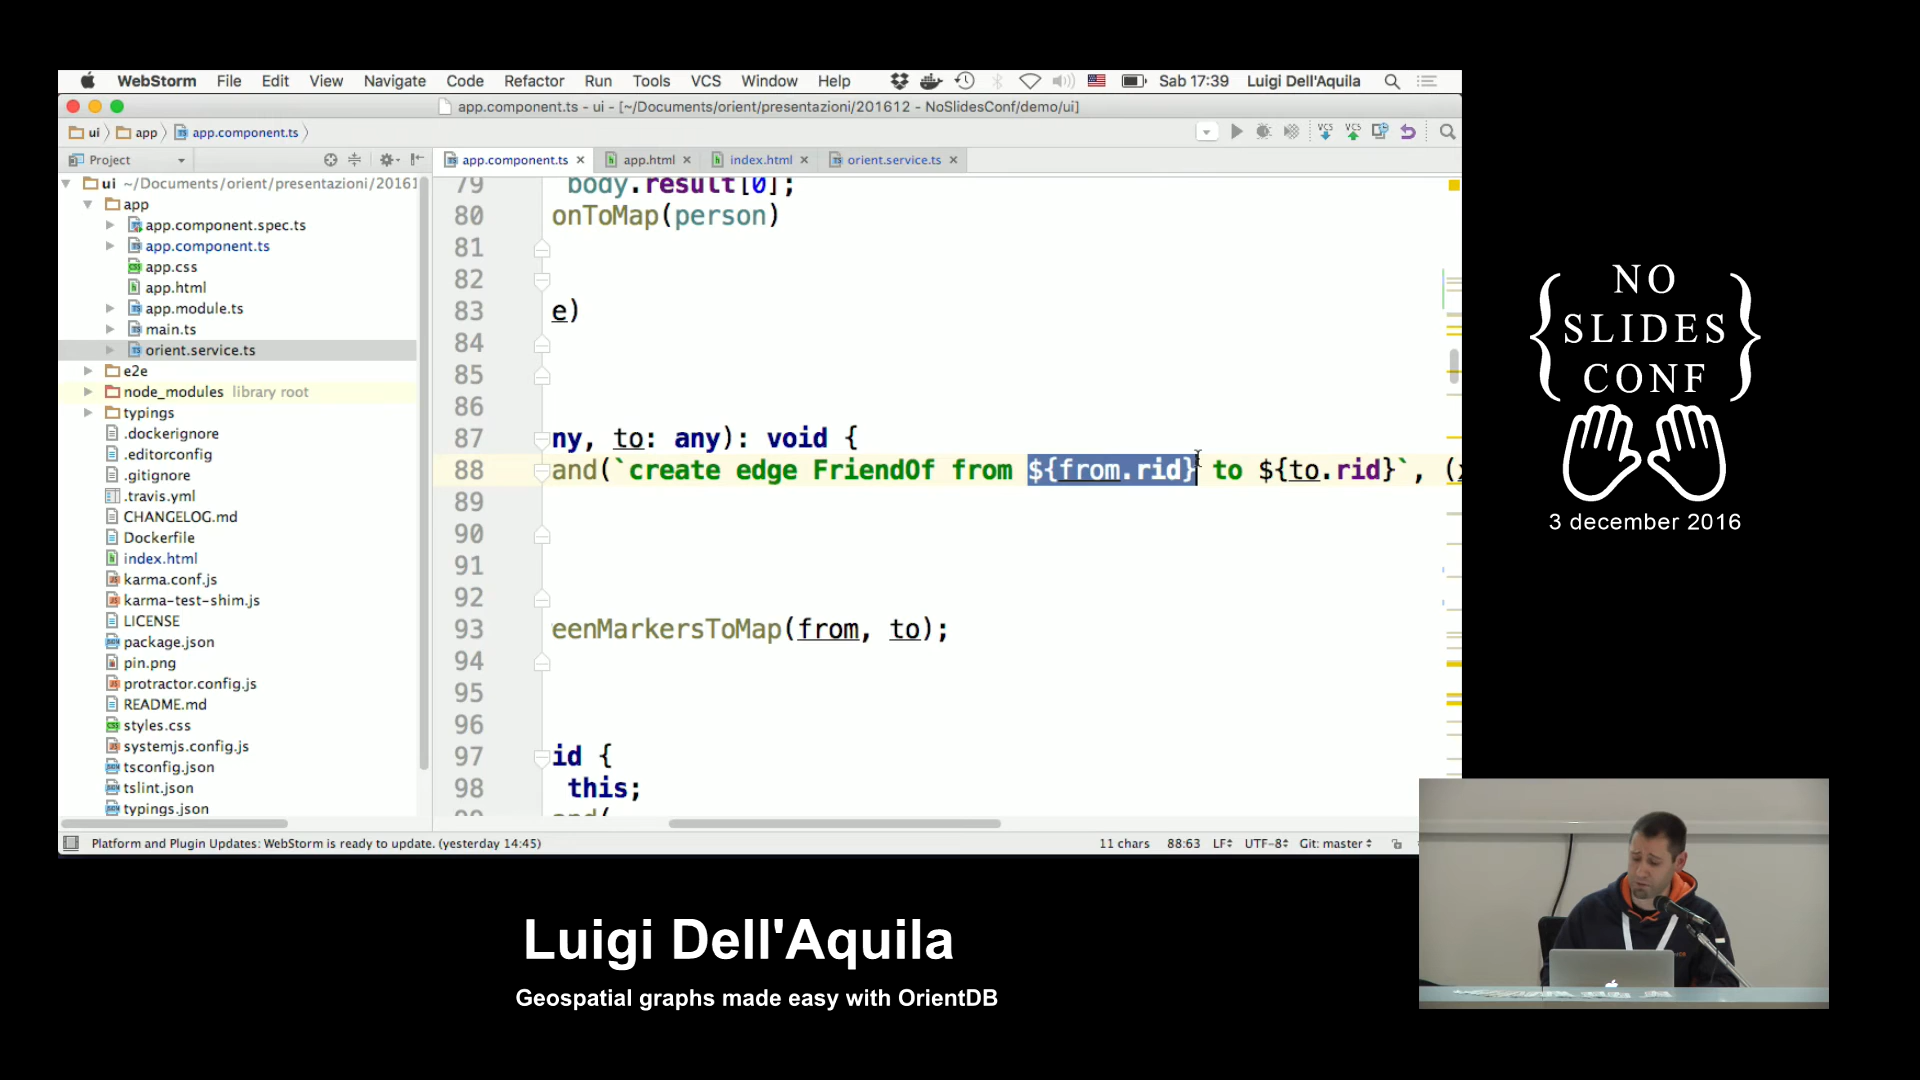 WebStorm File Edit View Navigate Code Refactor Run Tools VCS Window Help Sab 17:39 Luigi Dell'Aquila
app.component.ts - ui - [~/Documents/orient/presentazioni/201612 - NoSlidesConf/demo/ui]
ui app app.component.ts
Project
app.component.ts app.html index.html orient.service.ts
ui ~/Documents/orient/presentazioni/20161
app
app.component.spec.ts
app.component.ts
app.css
app.html
app.module.ts
main.ts
orient.service.ts
e2e
node_modules library root
typings
.dockerignore
.editorconfig
.gitignore
.travis.yml
CHANGELOG.md
Dockerfile
index.html
karma.conf.js
karma-test-shim.js
LICENSE
package.json
pin.png
protractor.config.js
README.md
styles.css
systemjs.config.js
tsconfig.json
tslint.json
typings.json
79 body.result[0];
80 onToMap(person)
81
82
83 e)
84
85
86
87 ny, to: any): void {
88 and(`create edge FriendOf from ${from.rid} to ${to.rid}`, (
89
90
91
92
93 eenMarkersToMap(from, to);
94
95
96
97 id {
98 this;
Platform and Plugin Updates: WebStorm is ready to update. (yesterday 14:45) 11 chars 88:63 LF UTF-8 Git: master
NO
SLIDES
CONF
3 december 2016
Luigi Dell'Aquila
Geospatial graphs made easy with OrientDB